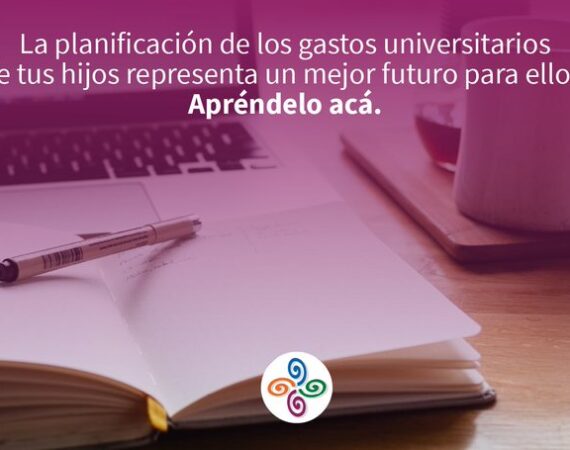 La planificación de los gastos universitarios
e tus hijos representa un mejor futuro para ello
Apréndelo acá.